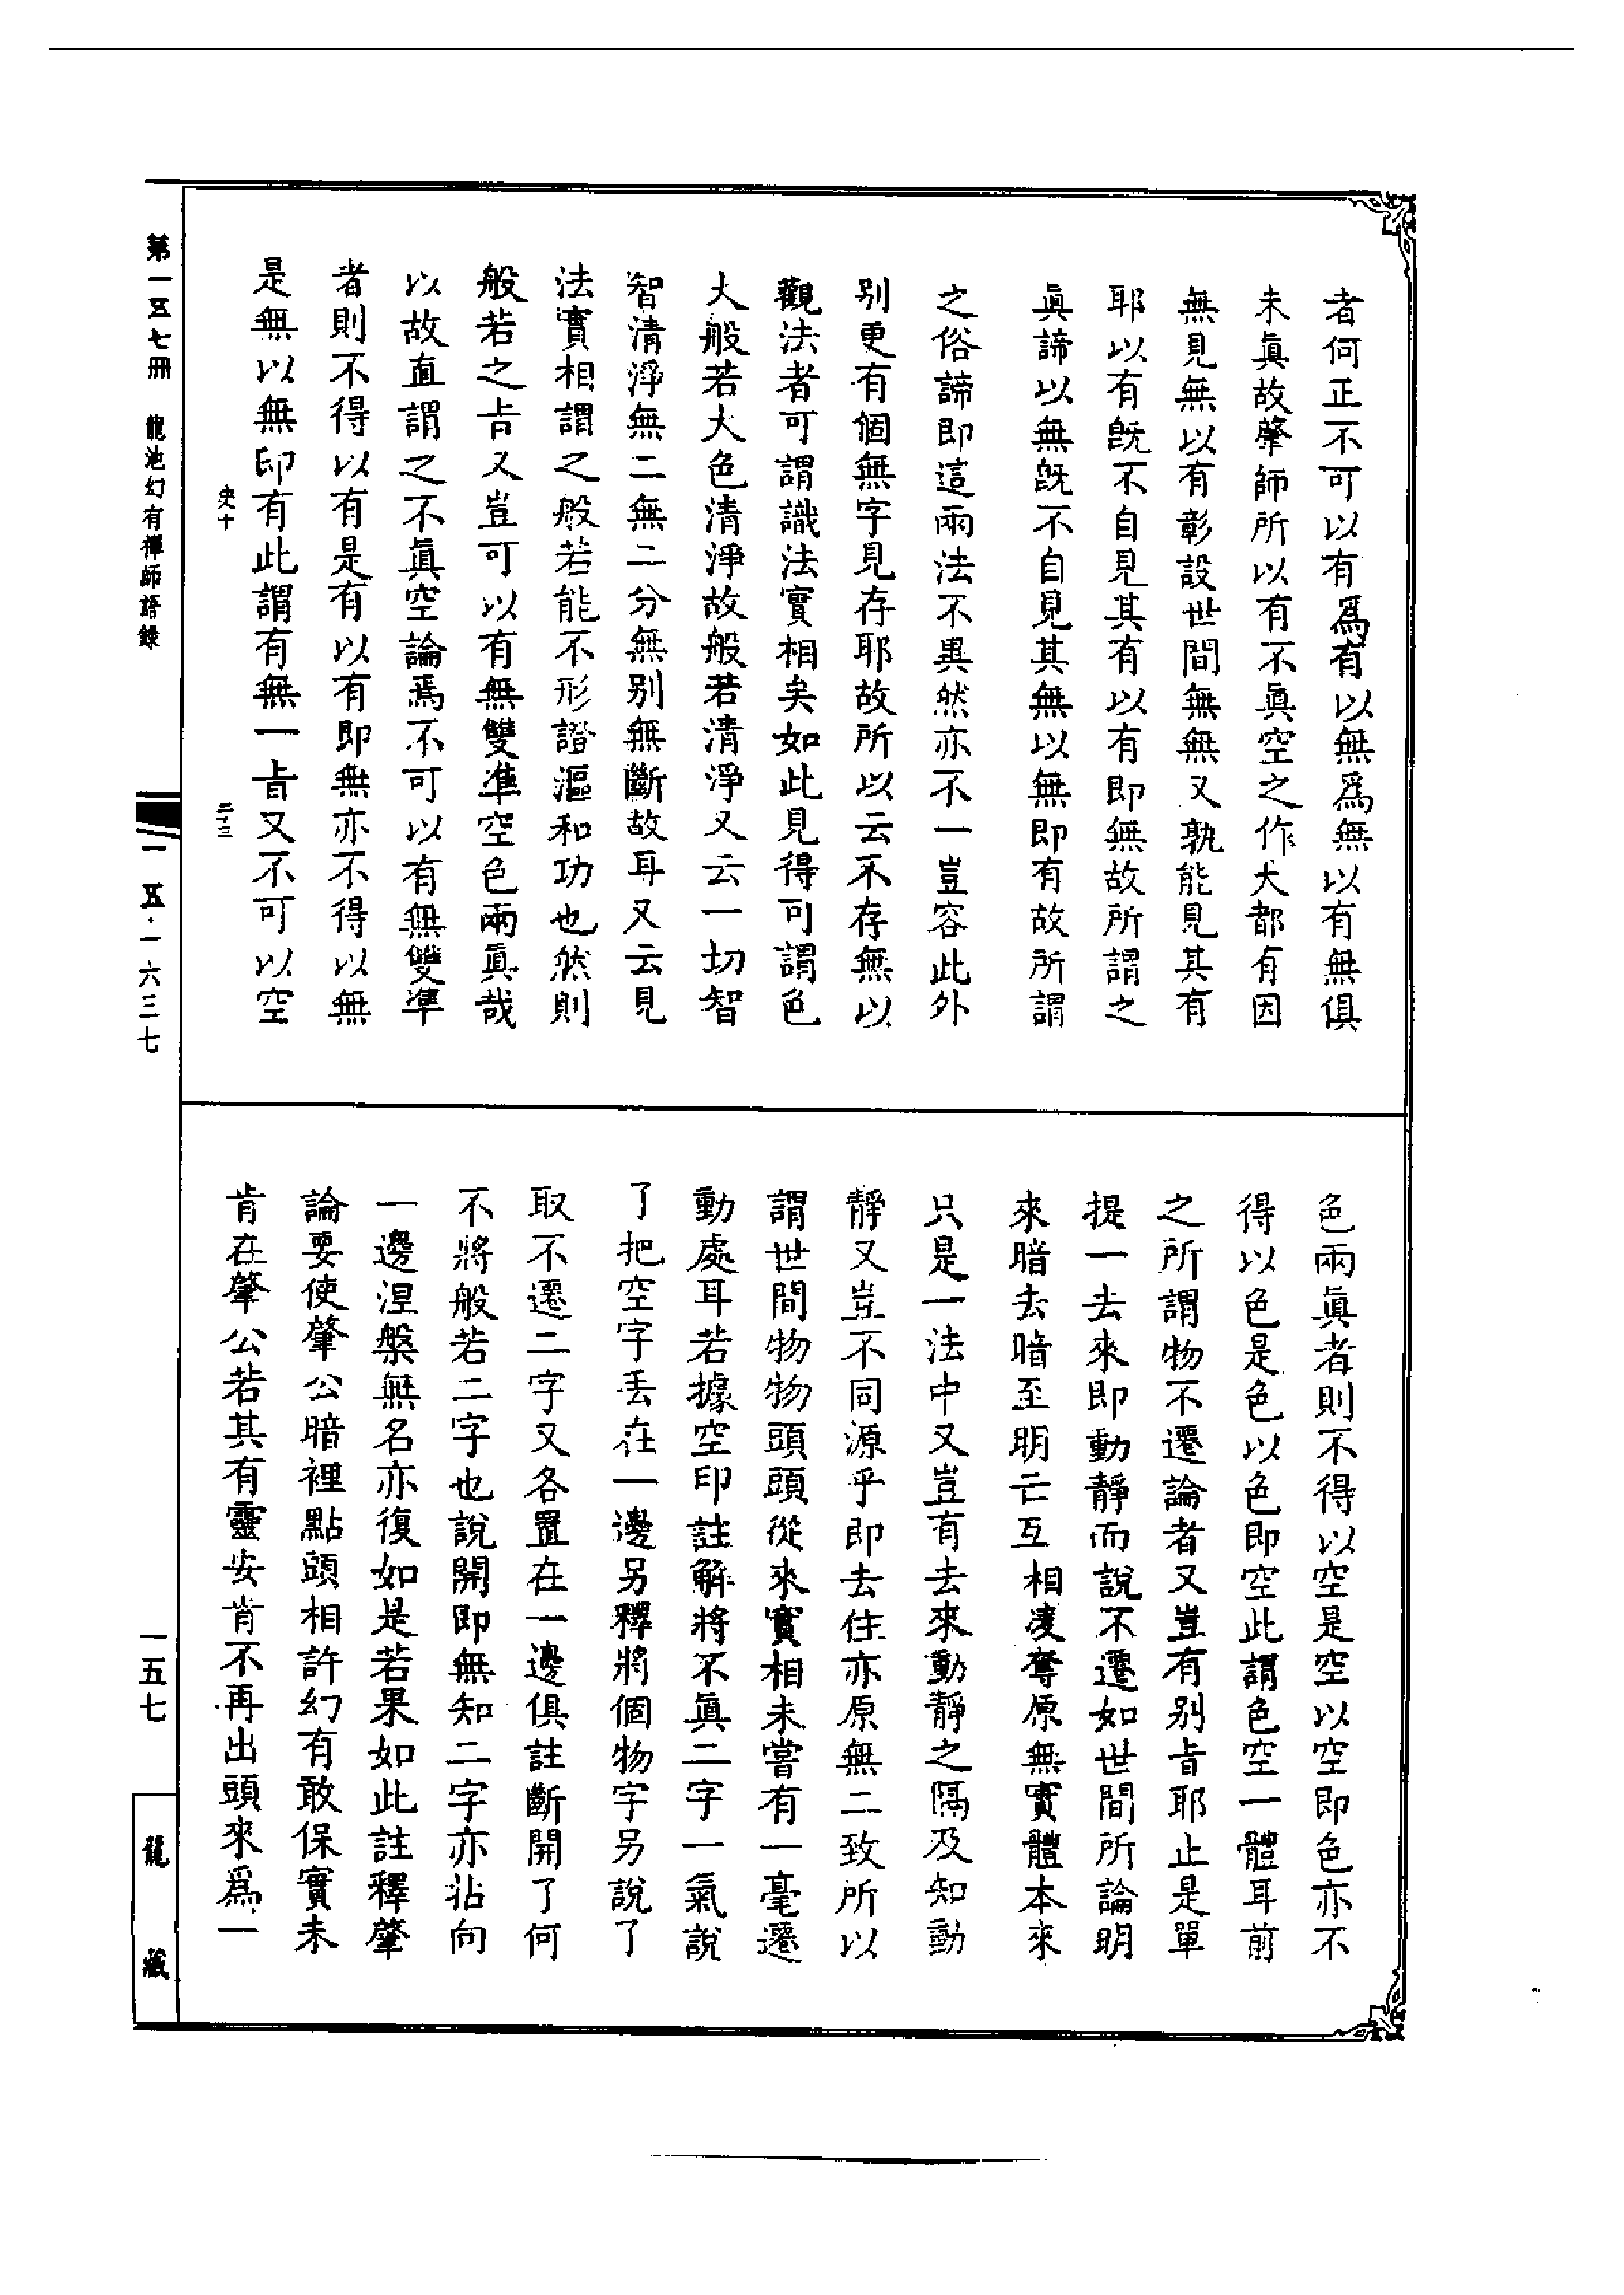 者何正不可以有爲有以無爲無以有無俱
未眞故肇師所以有不眞空之作大都有因
無見無以有彰設世間無無又孰能見其有
耶以有旣不自見其有以有即無故所謂之
眞諦以無旣不自見其無以無即有故所謂
之俗諦即這兩法不異然亦不一豈容此外
别更有個無字見存耶故所以云不存無以
觀法者可謂識法實相矣如此見得可謂色
大般若大色清淨故般若清淨又云一切智
智清淨無二無二分無别無斷故耳又云見
法實相謂之般若能不形證漚和功也然則
般若之旨又豈可以有無雙準空色兩眞哉
以故直謂之不眞空論焉不可以有無雙準
者則不得以有是有以有即無亦不得以無
是無以無即有此謂有無一旨又不可以空
史十
二三
色兩眞者則不得以空是空以空即色亦不
得以色是色以色即空此謂色空一體耳前
之所謂物不遷論者又豈有别旨耶止是單
提一去來即動靜而說不遷如世間所論明
來暗去暗至明亡互相凌奪原無實體本來
只是一法中又豈有去來動靜之隔及知動
靜又豈不同源乎即去住亦原無二致所以
謂世間物物頭頭從來實相未嘗有一毫遷
動處耳若據空印註解將不眞二字一氣說
了把空字丢在一邊另釋將個物字另說了
取不遷二字又各置在一邊俱註斷開了何
不將般若二字也說開即無知二字亦拈向
一邊涅槃無名亦復如是若果如此註釋肇
論要使肇公暗裡點頭相許幻有敢保實未
肯在肇公若其有靈安肯不再出頭來爲一
第一五七冊 龍池幻有禪師語錄
一五·一六三七
一五七
龍藏